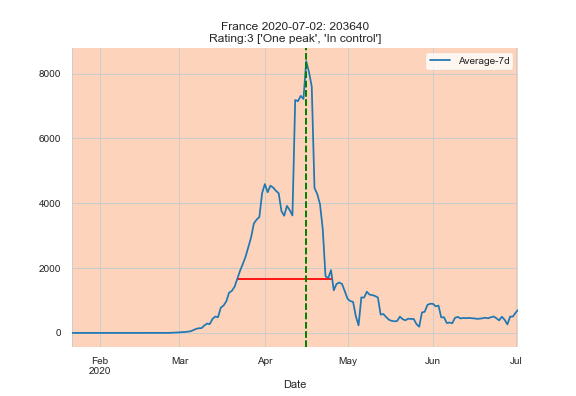 France 2020-07-02: 203640
Rating:3 ['One peak', 'In control']
Average-7d
8000
6000
4000
2000
0
Feb
2020
Mar
Apr
May
Jun
Jul
Date